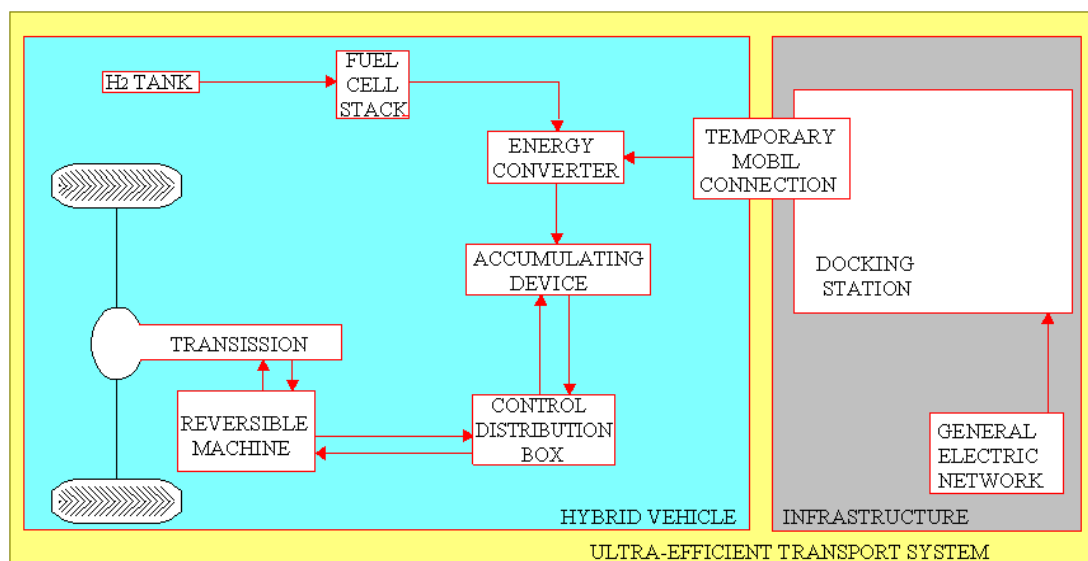 H2 TANK
FUEL
CELL
STACK
ENERGY
CONVERTER
TEMPORARY
MOBIL
CONNECTION
ACCUMULATING
DEVICE
DOCKING
STATION
TRANSISSION
REVERSIBLE
MACHINE
CONTROL
DISTRIBUTION
BOX
GENERAL
ELECTRIC
NETWORK
HYBRID VEHICLE
INFRASTRUCTURE
ULTRA-EFFICIENT TRANSPORT SYSTEM